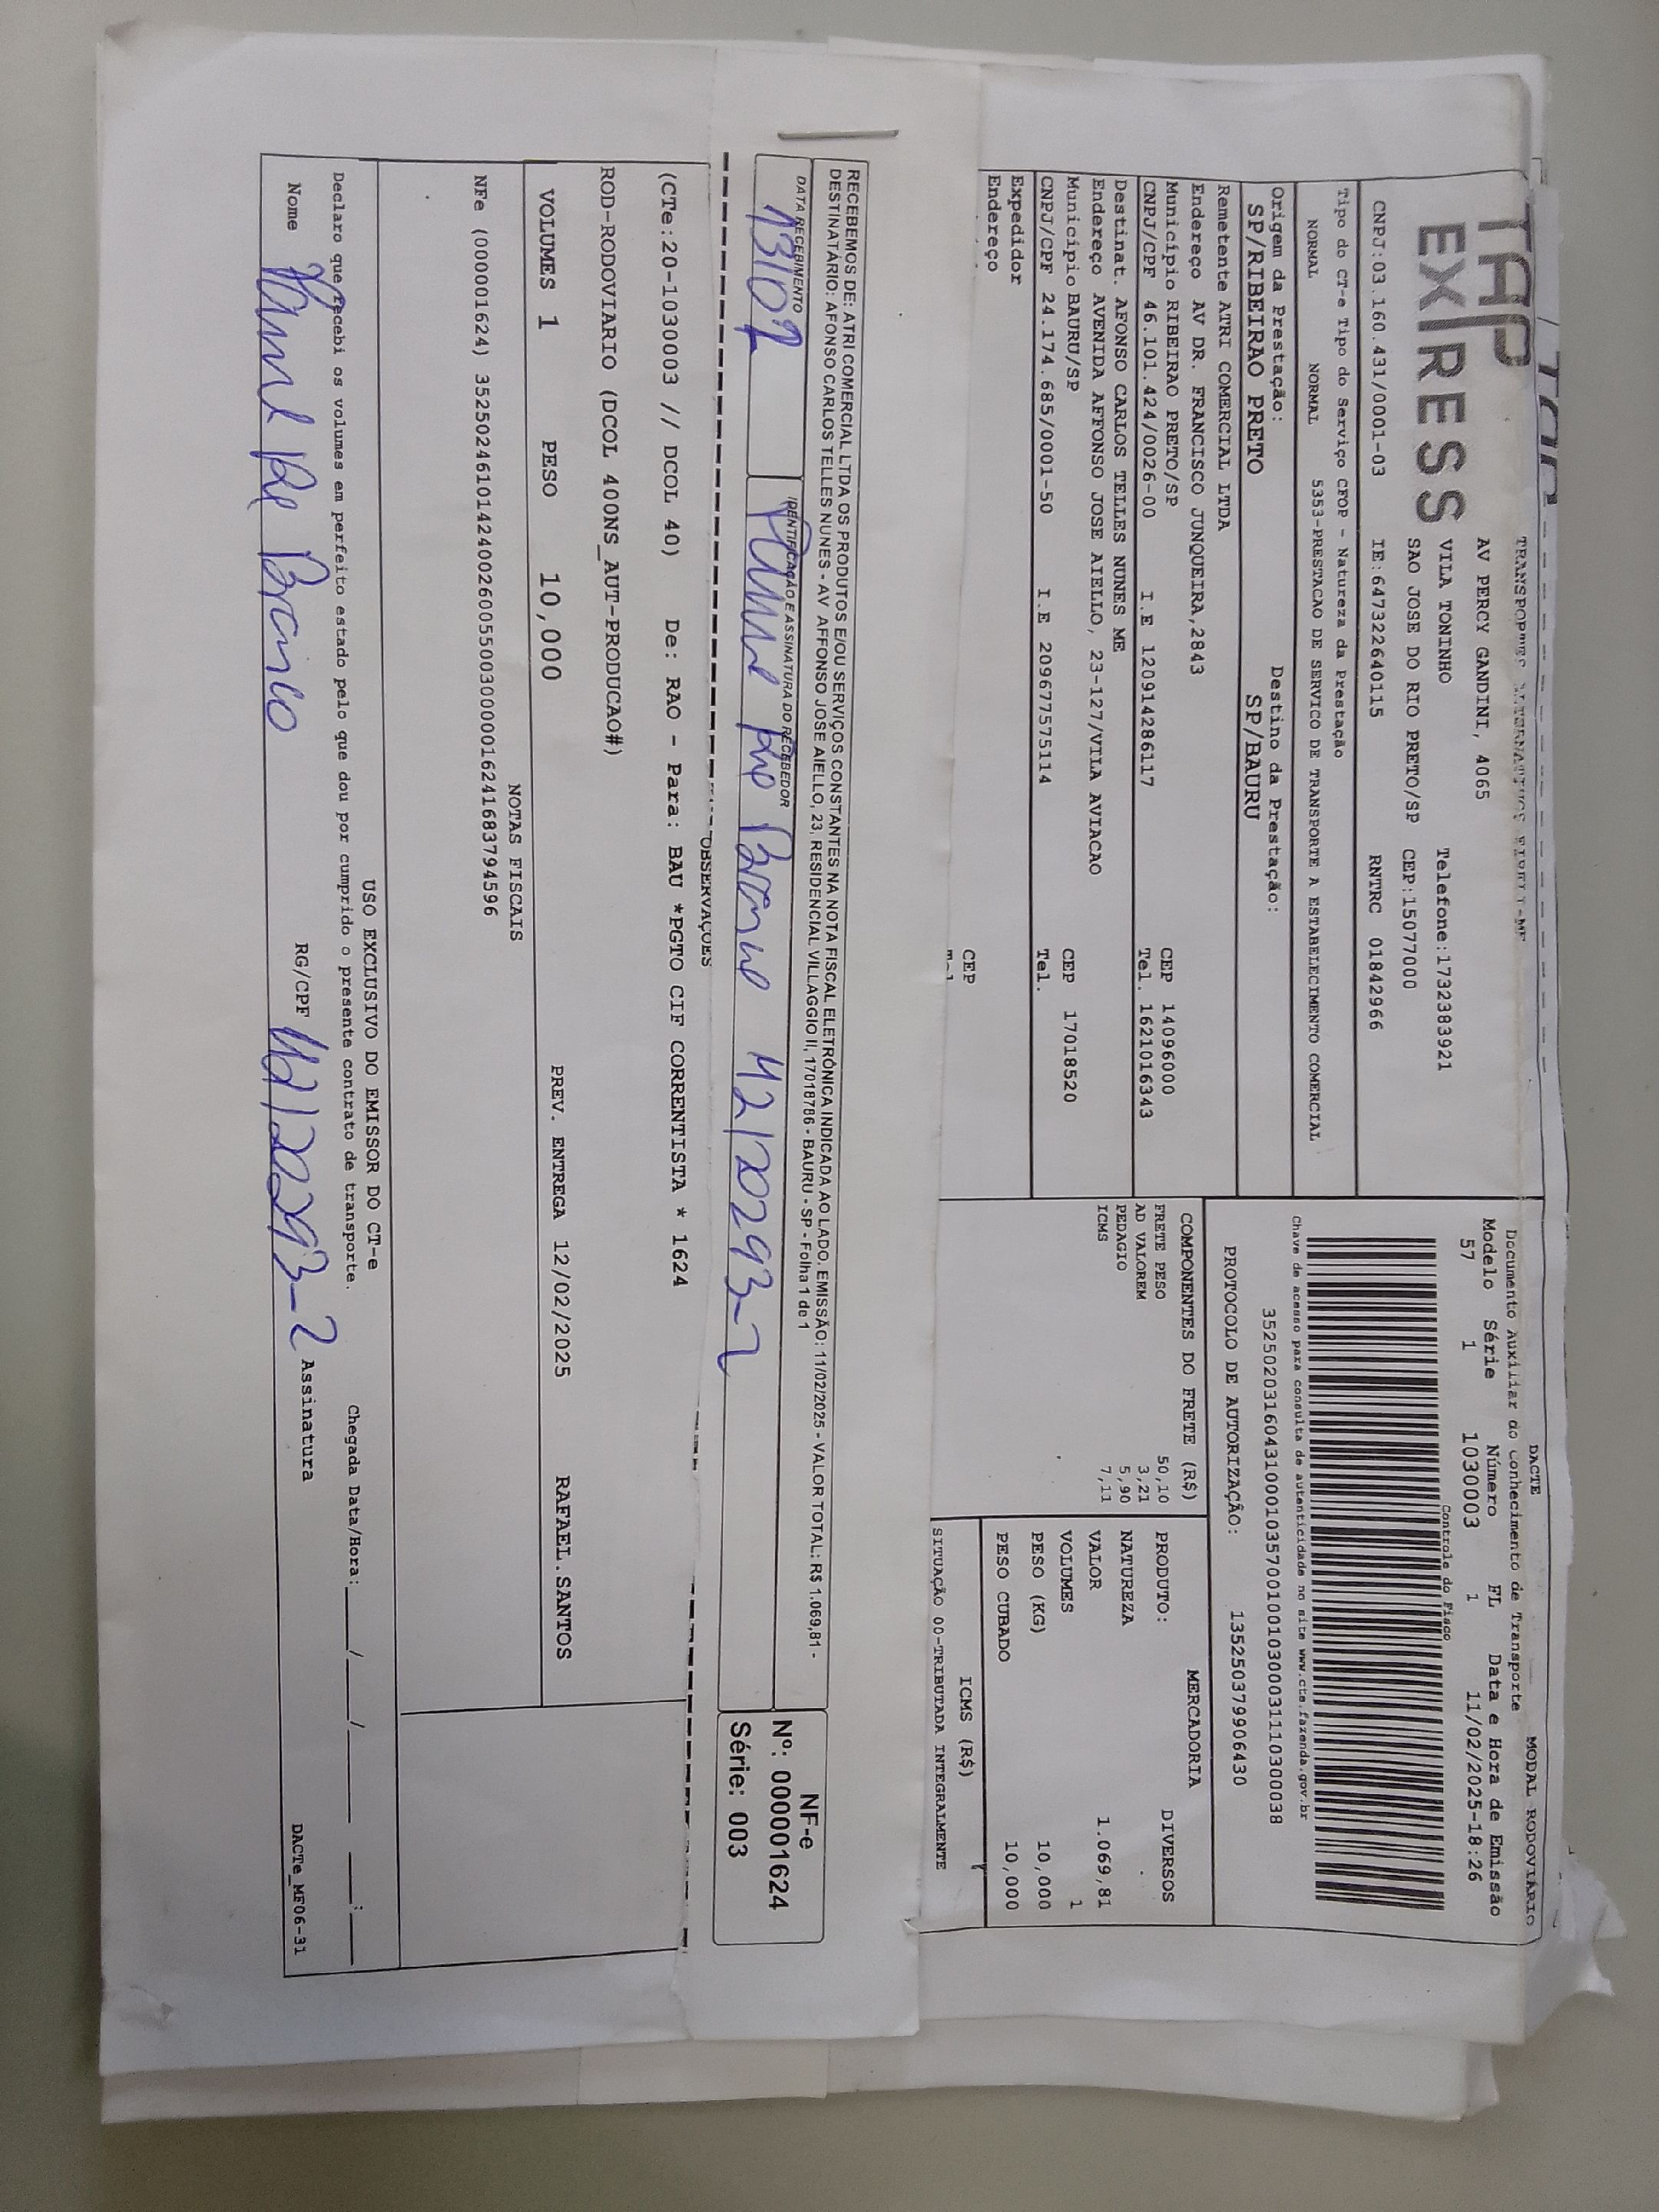 TRANSPORTES ALTERNATIVOS EIRELI-ME
TAP
EXPRESS
AV PERCY GANDINI, 4065
VILA TONINHO
Telefone:1732383921
SAO JOSE DO RIO PRETO/SP CEP:15077000
CNPJ:03.160.431/0001-03 IE:647322640115 RNTRC 01842966
Tipo do CT-e Tipo do Serviço CFOP - Natureza da Prestação
NORMAL NORMAL 5353-PRESTACAO DE SERVICO DE TRANSPORTE A ESTABELECIMENTO COMERCIAL
Origem da Prestação: Destino da Prestação:
SP/RIBEIRAO PRETO SP/BAURU
Remetente ATRI COMERCIAL LTDA
Endereço AV DR. FRANCISCO JUNQUEIRA,2843
Município RIBEIRAO PRETO/SP CEP 14096000
CNPJ/CPF 46.101.424/0026-00 I.E 120914286117 Tel. 1621016343
Destinat. AFONSO CARLOS TELLES NUNES ME
Endereço AVENIDA AFFONSO JOSE AIELLO, 23-127/VILA AVIACAO
Município BAURU/SP CEP 17018520
CNPJ/CPF 24.174.685/0001-50 I.E 209677575114 Tel.
Expedidor
Endereço CEP
DACTE MODAL RODOVIÁRIO
Documento Auxiliar do Conhecimento de Transporte
Modelo Série Número FL Data e Hora de Emissão
57 1 1030003 1 11/02/2025-18:26
Controle do Fisco
Chave de acesso para consulta de autenticidade no site www.cte.fazenda.gov.br
35250203160431000103570010010300031110300038
PROTOCOLO DE AUTORIZAÇÃO: 135250379906430
COMPONENTES DO FRETE (R$)
FRETE PESO 50,10
AD VALOREM 3,21
PEDAGIO 5,90
ICMS 7,11
MERCADORIA
PRODUTO: DIVERSOS
NATUREZA
VALOR 1.069,81
VOLUMES 1
PESO (KG) 10,000
PESO CUBADO 10,000
ICMS (R$)
SITUAÇÃO 00-TRIBUTADA INTEGRALMENTE
RECEBEMOS DE: ATRI COMERCIAL LTDA OS PRODUTOS E/OU SERVIÇOS CONSTANTES NA NOTA FISCAL ELETRÔNICA INDICADA AO LADO. EMISSÃO: 11/02/2025 - VALOR TOTAL: R$ 1.069,81 -
DESTINATÁRIO: AFONSO CARLOS TELLES NUNES - AV AFFONSO JOSE AIELLO, 23, RESIDENCIAL VILLAGGIO II, 17018786 - BAURU - SP - Folha 1 de 1
DATA RECEBIMENTO IDENTIFICAÇÃO E ASSINATURA DO RECEBEDOR
13/02
42/20293-2
NF-e
Nº: 000001624
Série: 003
OBSERVAÇÕES
(CTe:20-1030003 // DCOL 40) De: RAO - Para: BAU *PGTO CIF CORRENTISTA * 1624
ROD-RODOVIARIO (DCOL 400NS_AUT-PRODUCAO#)
VOLUMES 1 PESO 10,000 PREV. ENTREGA 12/02/2025 RAFAEL.SANTOS
NOTAS FISCAIS
NFe (000001624) 35250246101424002600550030000016241683794596
USO EXCLUSIVO DO EMISSOR DO CT-e
Declaro que recebi os volumes em perfeito estado pelo que dou por cumprido o presente contrato de transporte. Chegada Data/Hora:____/____/____ ___:___
Nome Branco RG/CPF Assinatura
DACTe_MF06-31